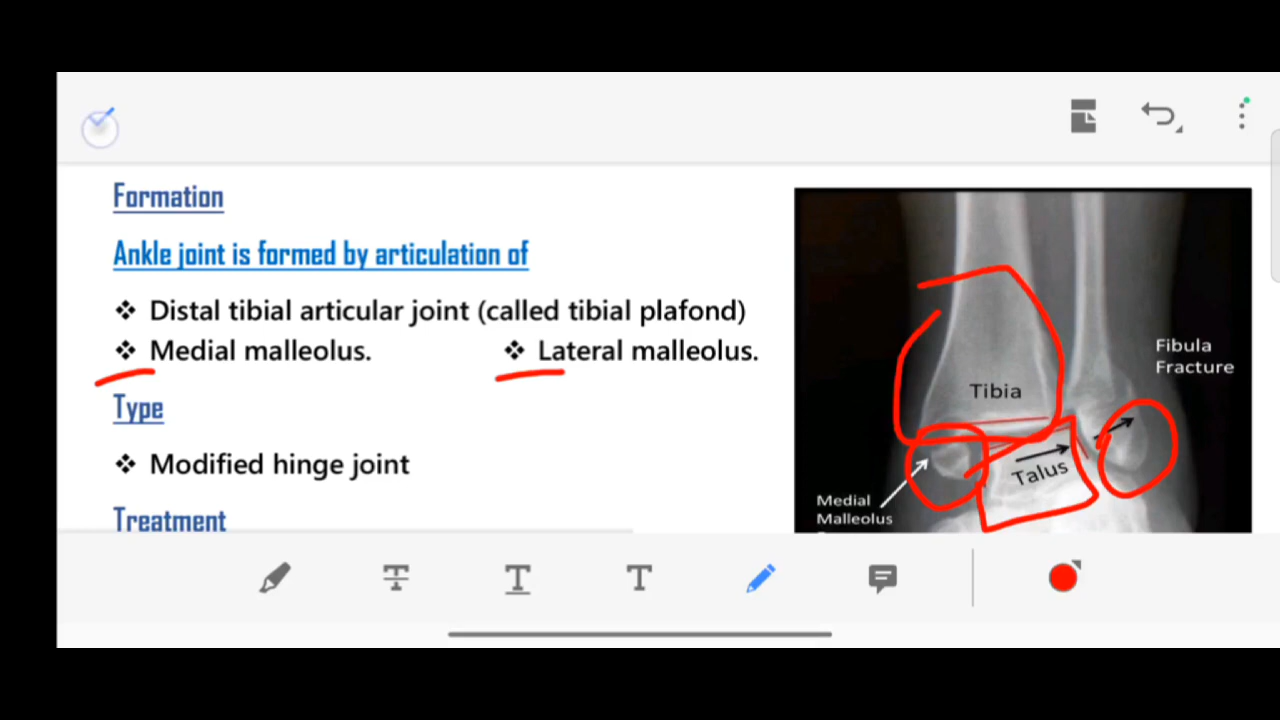 Formation
Ankle joint is formed by articulation of
❖ Distal tibial articular joint (called tibial plafond)
❖ Medial malleolus. ❖ Lateral malleolus.
Type
❖ Modified hinge joint
Treatment
Fibula
Fracture
Tibia
Talus
Medial
Malleolus